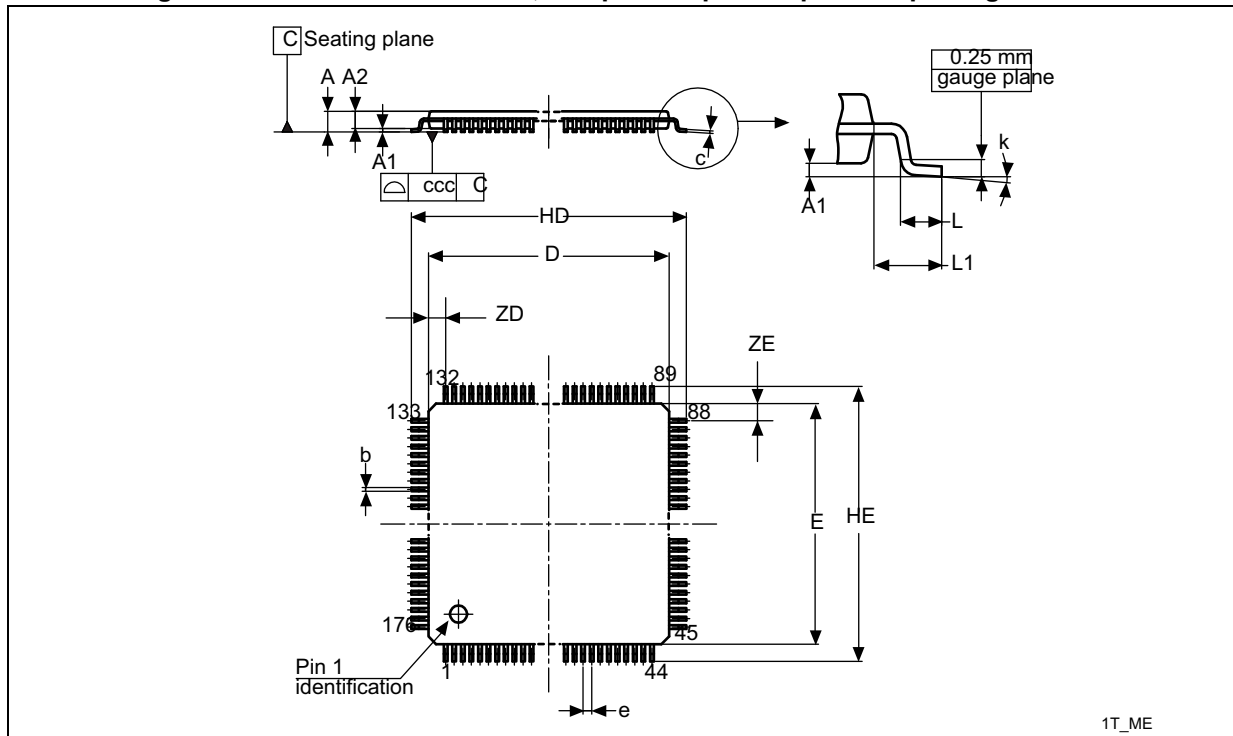 C Seating plane
0.25 mm
gauge plane
A A2
k
c
A1
A1
ccc C
L
HD
L1
D
ZD
ZE
132
89
133
88
b
E
HE
176
45
Pin 1
identification
1
44
e
1T_ME